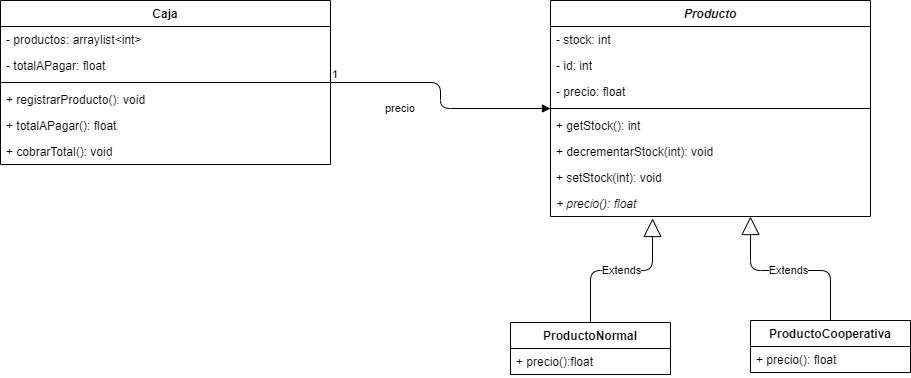 Caja
- productos: arraylist<int>
- totalAPagar: float
+ registrarProducto(): void
+ totalAPagar(): float
+ cobrarTotal(): void
1
precio
Producto
- stock: int
- id: int
- precio: float
+ getStock(): int
+ decrementarStock(int): void
+ setStock(int): void
+ precio(): float
Extends
Extends
ProductoNormal
+ precio():float
ProductoCooperativa
+ precio(): float